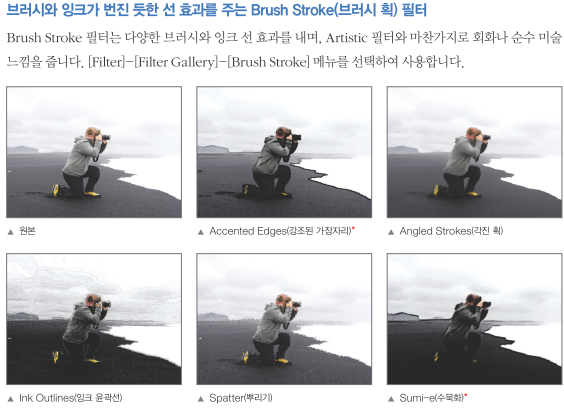 브러시와 잉크가 번진 듯한 선 효과를 주는 Brush Stroke(브러시 획) 필터
Brush Stroke 필터는 다양한 브러시와 잉크 선 효과를 내며, Artistic 필터와 마찬가지로 회화나 순수 미술
느낌을 줍니다. [Filter]-[Filter Gallery]-[Brush Stroke] 메뉴를 선택하여 사용합니다.
▲ 원본
▲ Accented Edges(강조된 가장자리)*
▲ Angled Strokes(각진 획)
▲ Ink Outlines(잉크 윤곽선)
▲ Spatter(뿌리기)
▲ Sumi-e(수묵화)*